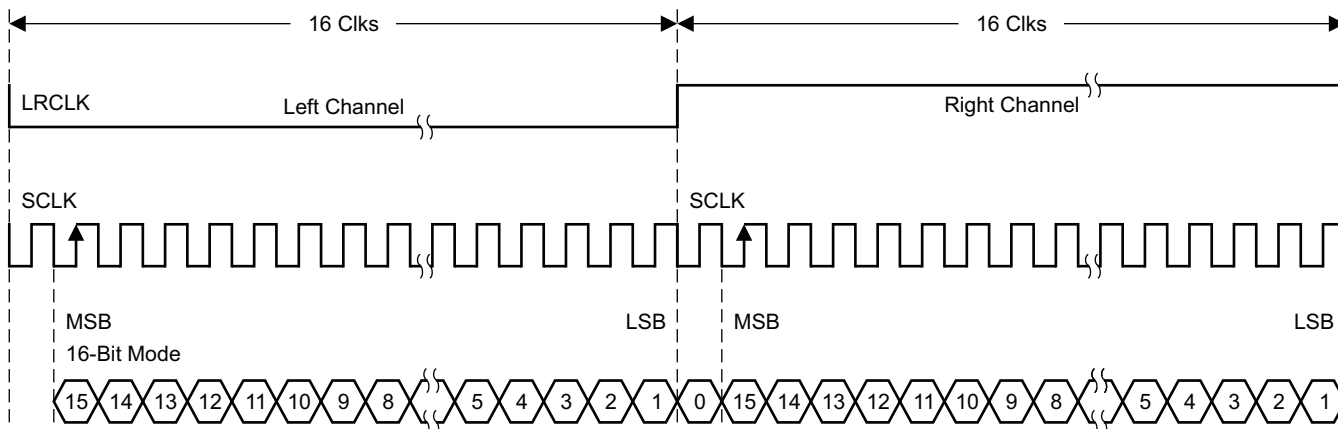 16 Clks 16 Clks
LRCLK Left Channel Right Channel
SCLK SCLK
MSB LSB MSB LSB
16-Bit Mode
15 14 13 12 11 10 9 8 5 4 3 2 1 0 15 14 13 12 11 10 9 8 5 4 3 2 1